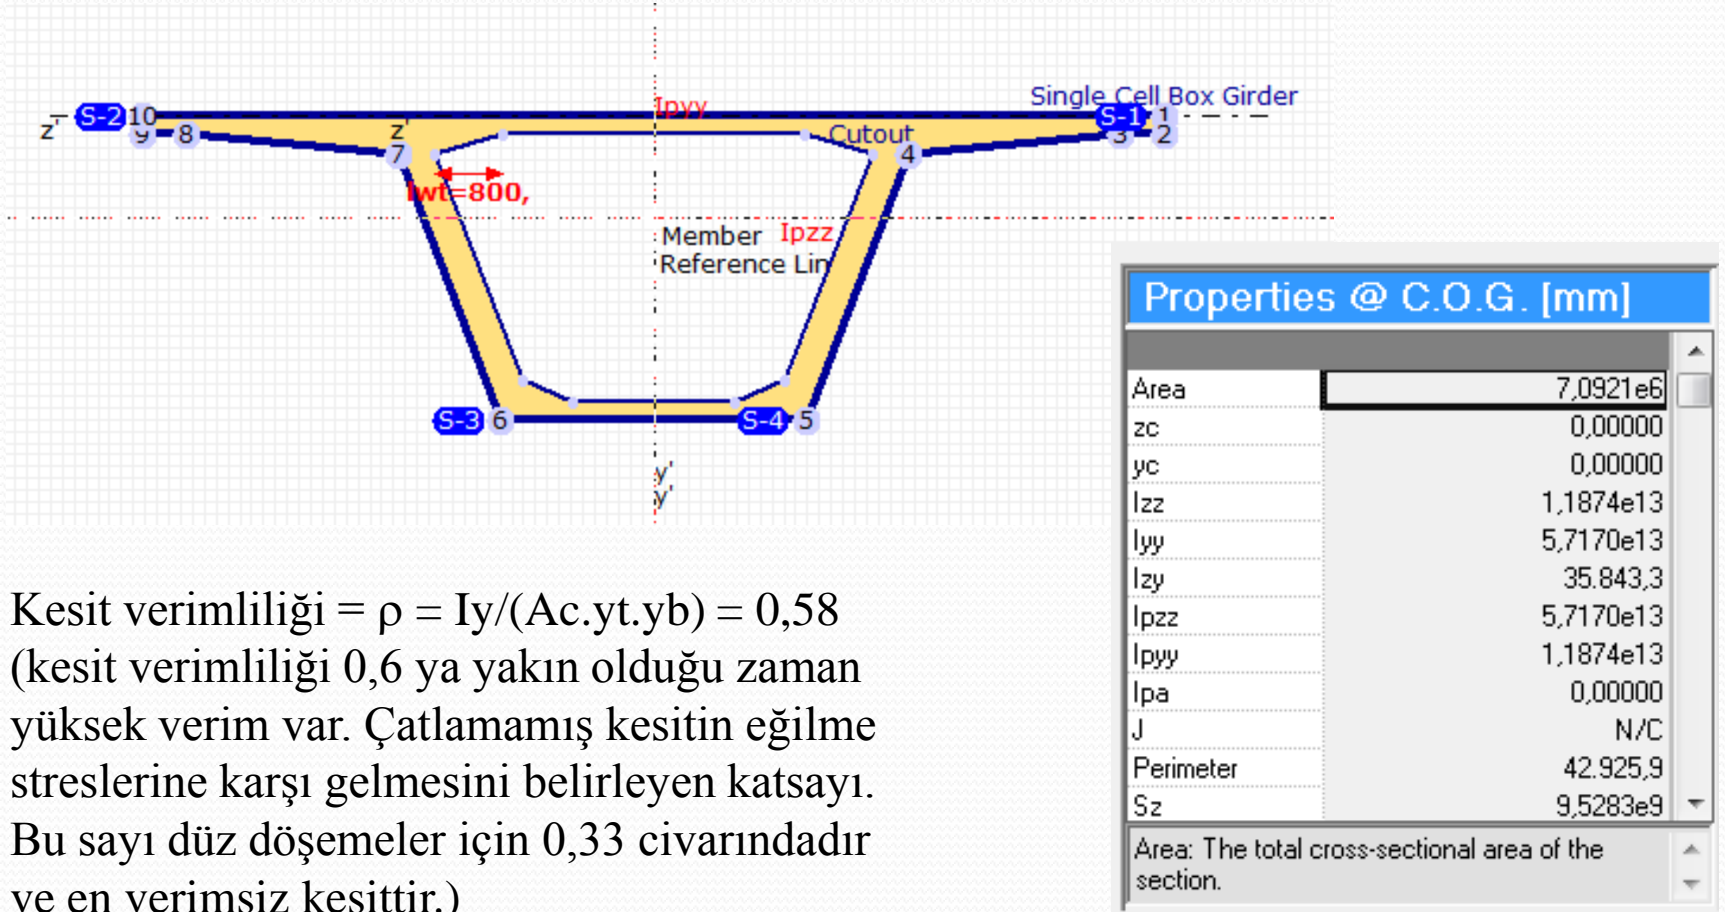 Ipyy
Single Cell Box Girder
z' S-2 10 S-1 1
9 8 z' Cutout 3 2
7 4
lwt=800,
Member Ipzz
Reference Lin
S-3 6 S-4 5
y'
y'
Properties @ C.O.G. [mm]
Area 7,0921e6
zc 0,00000
yc 0,00000
Izz 1,1874e13
Iyy 5,7170e13
Izy 35.843,3
Ipzz 5,7170e13
Ipyy 1,1874e13
Ipa 0,00000
J N/C
Perimeter 42.925,9
Sz 9,5283e9
Area: The total cross-sectional area of the
section.
Kesit verimliliği = ρ = Iy/(Ac.yt.yb) = 0,58
(kesit verimliliği 0,6 ya yakın olduğu zaman
yüksek verim var. Çatlamamış kesitin eğilme
streslerine karşı gelmesini belirleyen katsayı.
Bu sayı düz döşemeler için 0,33 civarındadır
ve en verimsiz kesittir.)